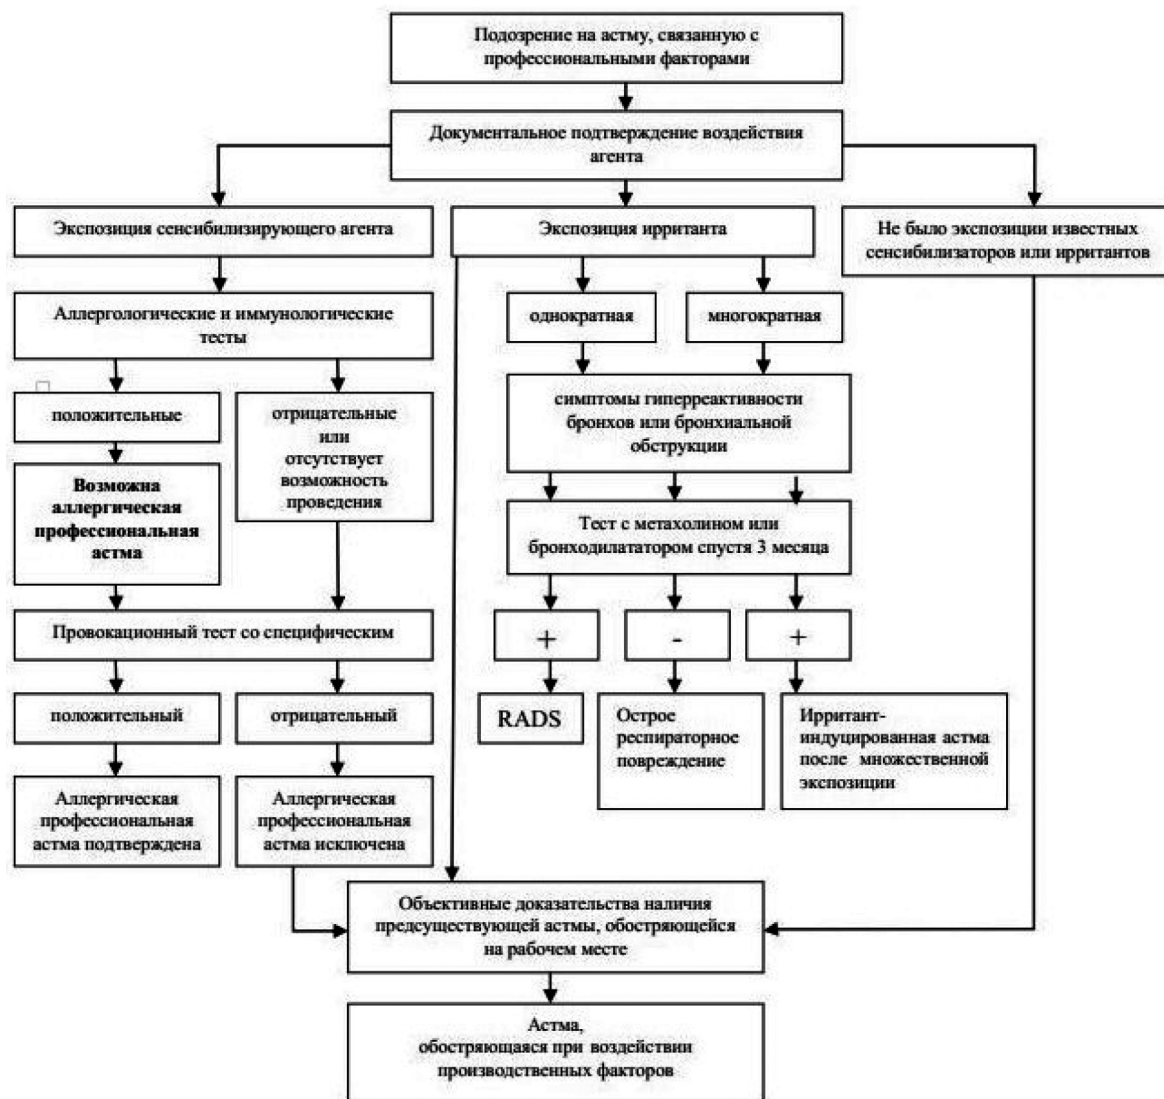 Подозрение на астму, связанную с
профессиональными факторами
Документальное подтверждение воздействия
агента
Экспозиция сенсибилизирующего агента
Экспозиция ирританта
Не было экспозиции известных
сенсибилизаторов или ирритантов
Аллергологические и иммунологические
тесты
однократная
многократная
положительные
отрицательные
или
отсутствует
возможность
проведения
симптомы гиперреактивности
бронхов или бронхиальной
обструкции
Возможна
аллергическая
профессиональная
астма
Тест с метахолином или
бронходилататором спустя 3 месяца
Провокационный тест со специфическим
+
-
+
положительный
отрицательный
RADS
Острое
респираторное
повреждение
Ирритант-
индуцированная астма
после множественной
экспозиции
Аллергическая
профессиональная
астма подтверждена
Аллергическая
профессиональная
астма исключена
Объективные доказательства наличия
предсуществующей астмы, обостряющейся
на рабочем месте
Астма,
обостряющаяся при воздействии
производственных факторов